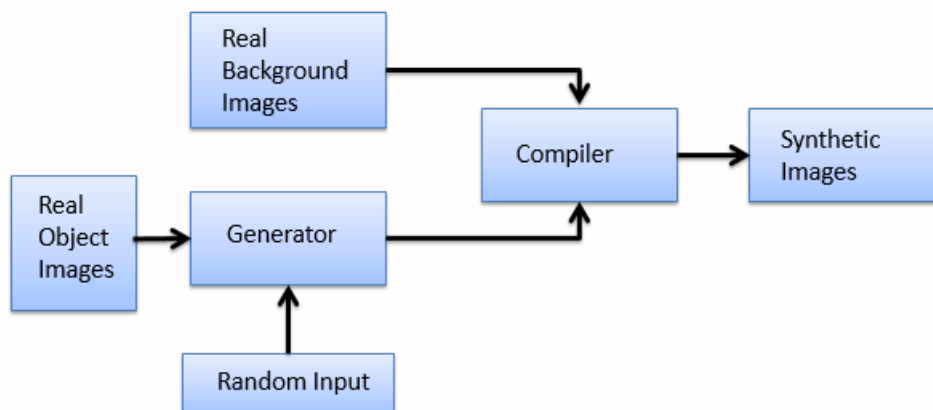 Real
Background
Images
Compiler
Synthetic
Images
Real
Object
Images
Generator
Random Input